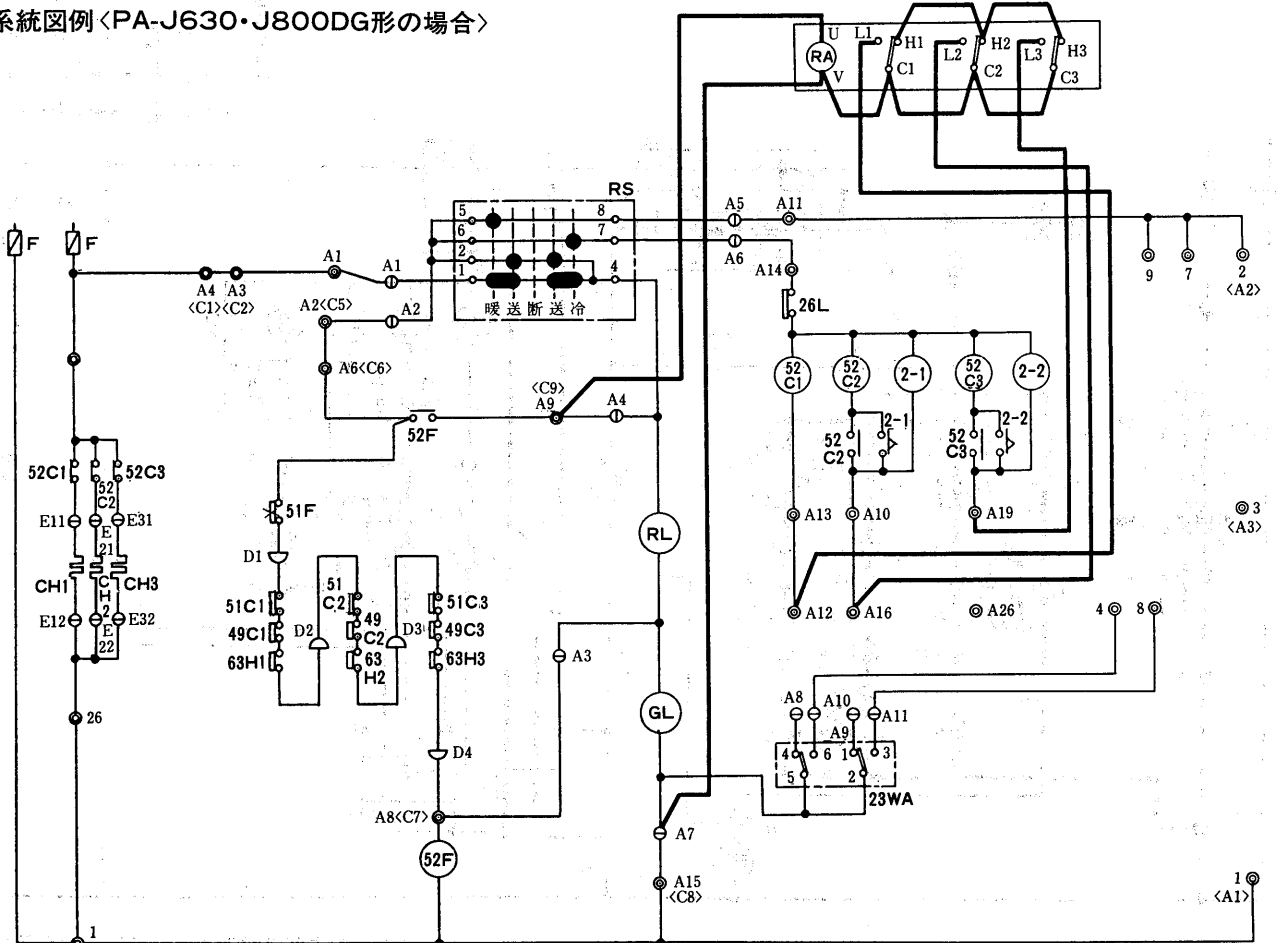 系統図例〈PA-J630・J800DG形の場合〉
U L1 H1 L2 H2 L3 H3
RA
V C1 C2 C3
RS
5 8 A5 A11
6 7 A6
2
1 4
F F
A1 A1
A4 A3
〈C1〉〈C2〉
A2〈C5〉 A2
暖 送 断 送 冷
A14
26L
9 7 2
〈A2〉
A6〈C6〉
〈C9〉
A9 A4
52F
52
C1
52
C2
2-1
52
C3
2-2
52
C2
2-1
52
C3
2-2
52C1
52
C2
52C3
E11
E
21
E31
CH1
C
H
2
CH3
E12
E
22
E32
51F
D1
RL
A13 A10 A19
3
〈A3〉
51C1
49C1
63H1
D2
51
C2
49
C2
63
H2
D3
51C3
49C3
63H3
A12 A16 A26 4 8
A3
GL
26
D4
A8 A10 A11
A9
4 6 1 3
5 2
23WA
A8〈C7〉
A7
52F
A15
〈C8〉
1
〈A1〉
1